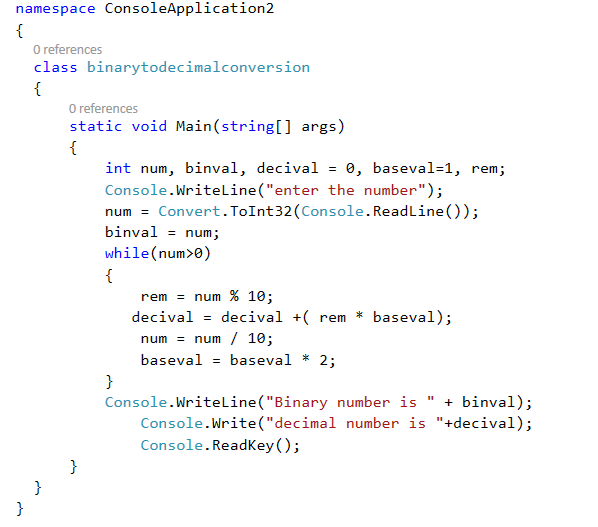 namespace ConsoleApplication2
{
0 references
class binarytodecimalconversion
{
0 references
static void Main(string[] args)
{
int num, binval, decival = 0, baseval=1, rem;
Console.WriteLine("enter the number");
num = Convert.ToInt32(Console.ReadLine());
binval = num;
while(num>0)
{
rem = num % 10;
decival = decival +( rem * baseval);
num = num / 10;
baseval = baseval * 2;
}
Console.WriteLine("Binary number is " + binval);
Console.Write("decimal number is "+decival);
Console.ReadKey();
}
}
}